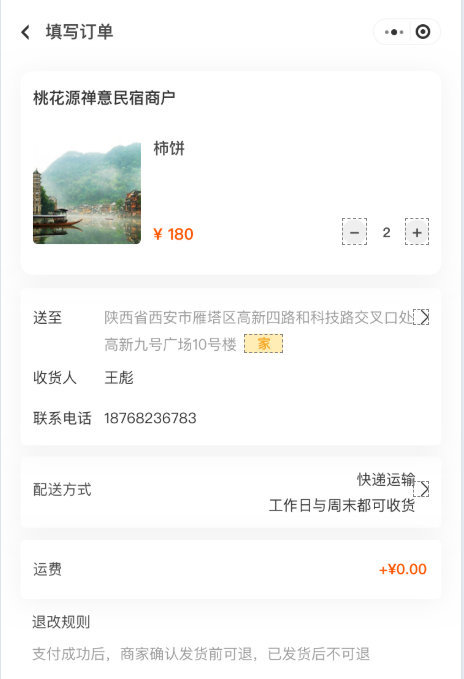 填写订单
桃花源禅意民宿商户
柿饼
¥ 180
− 2 +
送至 陕西省西安市雁塔区高新四路和科技路交叉口处
高新九号广场10号楼 家
收货人 王彪
联系电话 18768236783
配送方式 快递运输
工作日与周末都可收货
运费 +¥0.00
退改规则
支付成功后，商家确认发货前可退，已发货后不可退